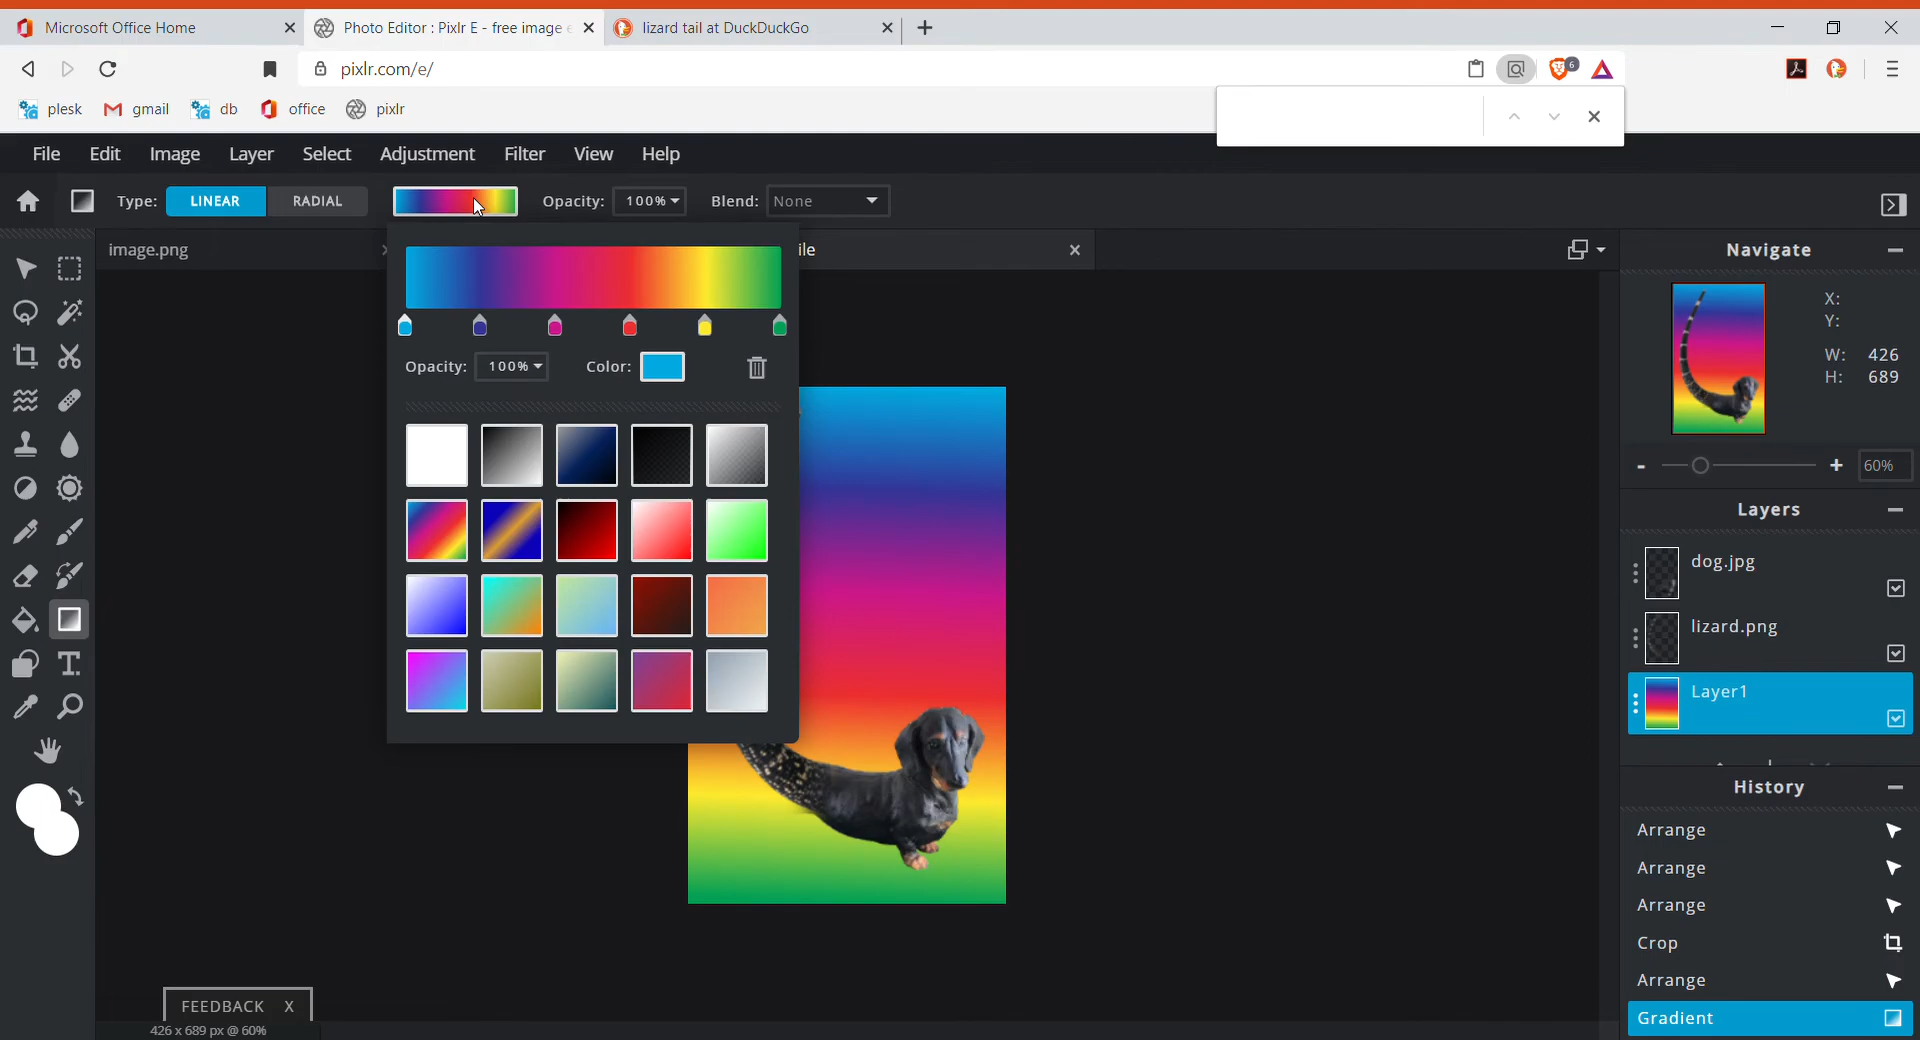 Microsoft Office Home
Photo Editor : Pixlr E - free image e
lizard tail at DuckDuckGo
pixlr.com/e/
6
plesk
gmail
db
office
pixlr
File
Edit
Image
Layer
Select
Adjustment
Filter
View
Help
Type:
LINEAR
RADIAL
Opacity:
100%
Blend:
None
image.png
ile
Navigate
X:
Y:
W: 426
H: 689
Opacity:
100%
Color:
-
+
60%
Layers
dog.jpg
lizard.png
Layer1
History
Arrange
Arrange
Arrange
Crop
Arrange
Gradient
FEEDBACK X
426 x 689 px @ 60%